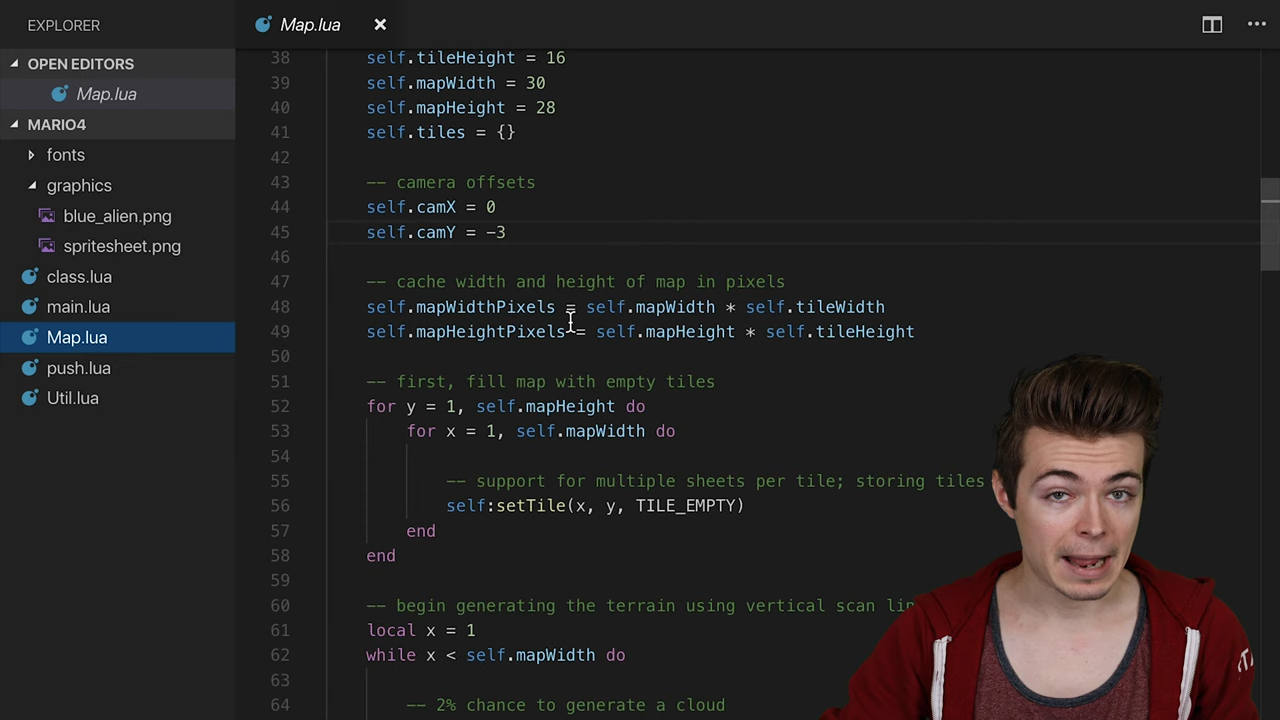 EXPLORER
OPEN EDITORS
Map.lua
MARIO4
fonts
graphics
blue_alien.png
spritesheet.png
class.lua
main.lua
Map.lua
push.lua
Util.lua
Map.lua
38 self.tileHeight = 16
39 self.mapWidth = 30
40 self.mapHeight = 28
41 self.tiles = {}
42
43 -- camera offsets
44 self.camX = 0
45 self.camY = -3
46
47 -- cache width and height of map in pixels
48 self.mapWidthPixels = self.mapWidth * self.tileWidth
49 self.mapHeightPixels = self.mapHeight * self.tileHeight
50
51 -- first, fill map with empty tiles
52 for y = 1, self.mapHeight do
53 for x = 1, self.mapWidth do
54
55 -- support for multiple sheets per tile; storing tiles
56 self:setTile(x, y, TILE_EMPTY)
57 end
58 end
59
60 -- begin generating the terrain using vertical scan
61 local x = 1
62 while x < self.mapWidth do
63
64 -- 2% chance to generate a cloud